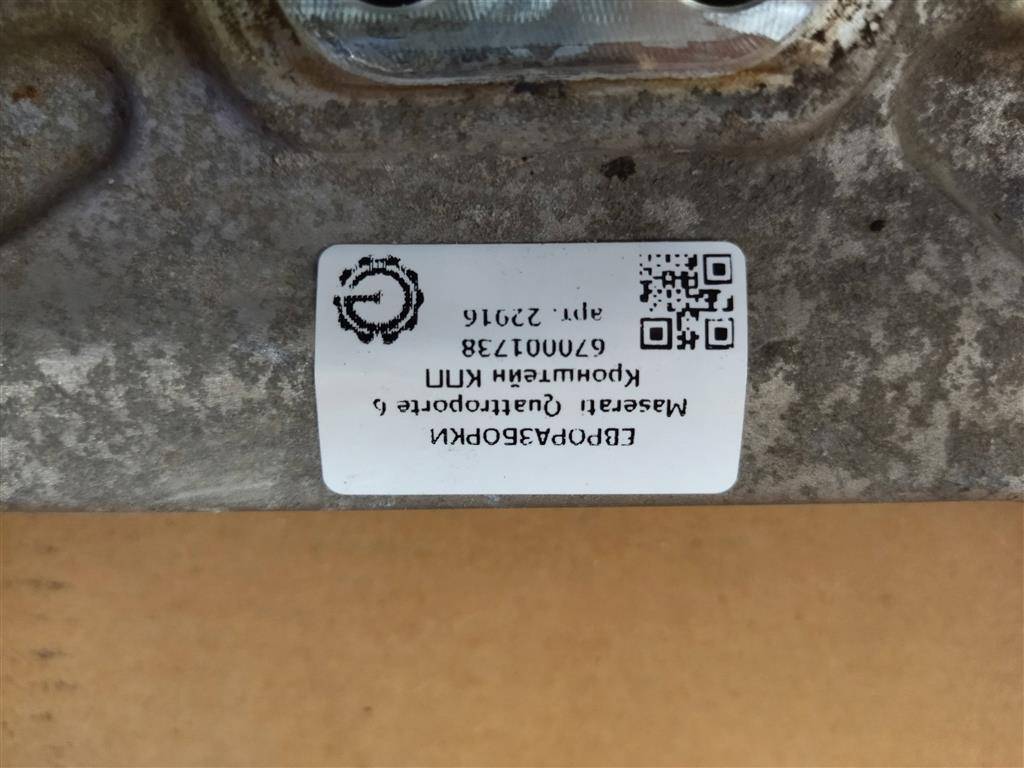 ЕВРОРАЗБОРКИ
Maserati Quattroporte 6
Кронштейн КПП
670001738
арт. 22916